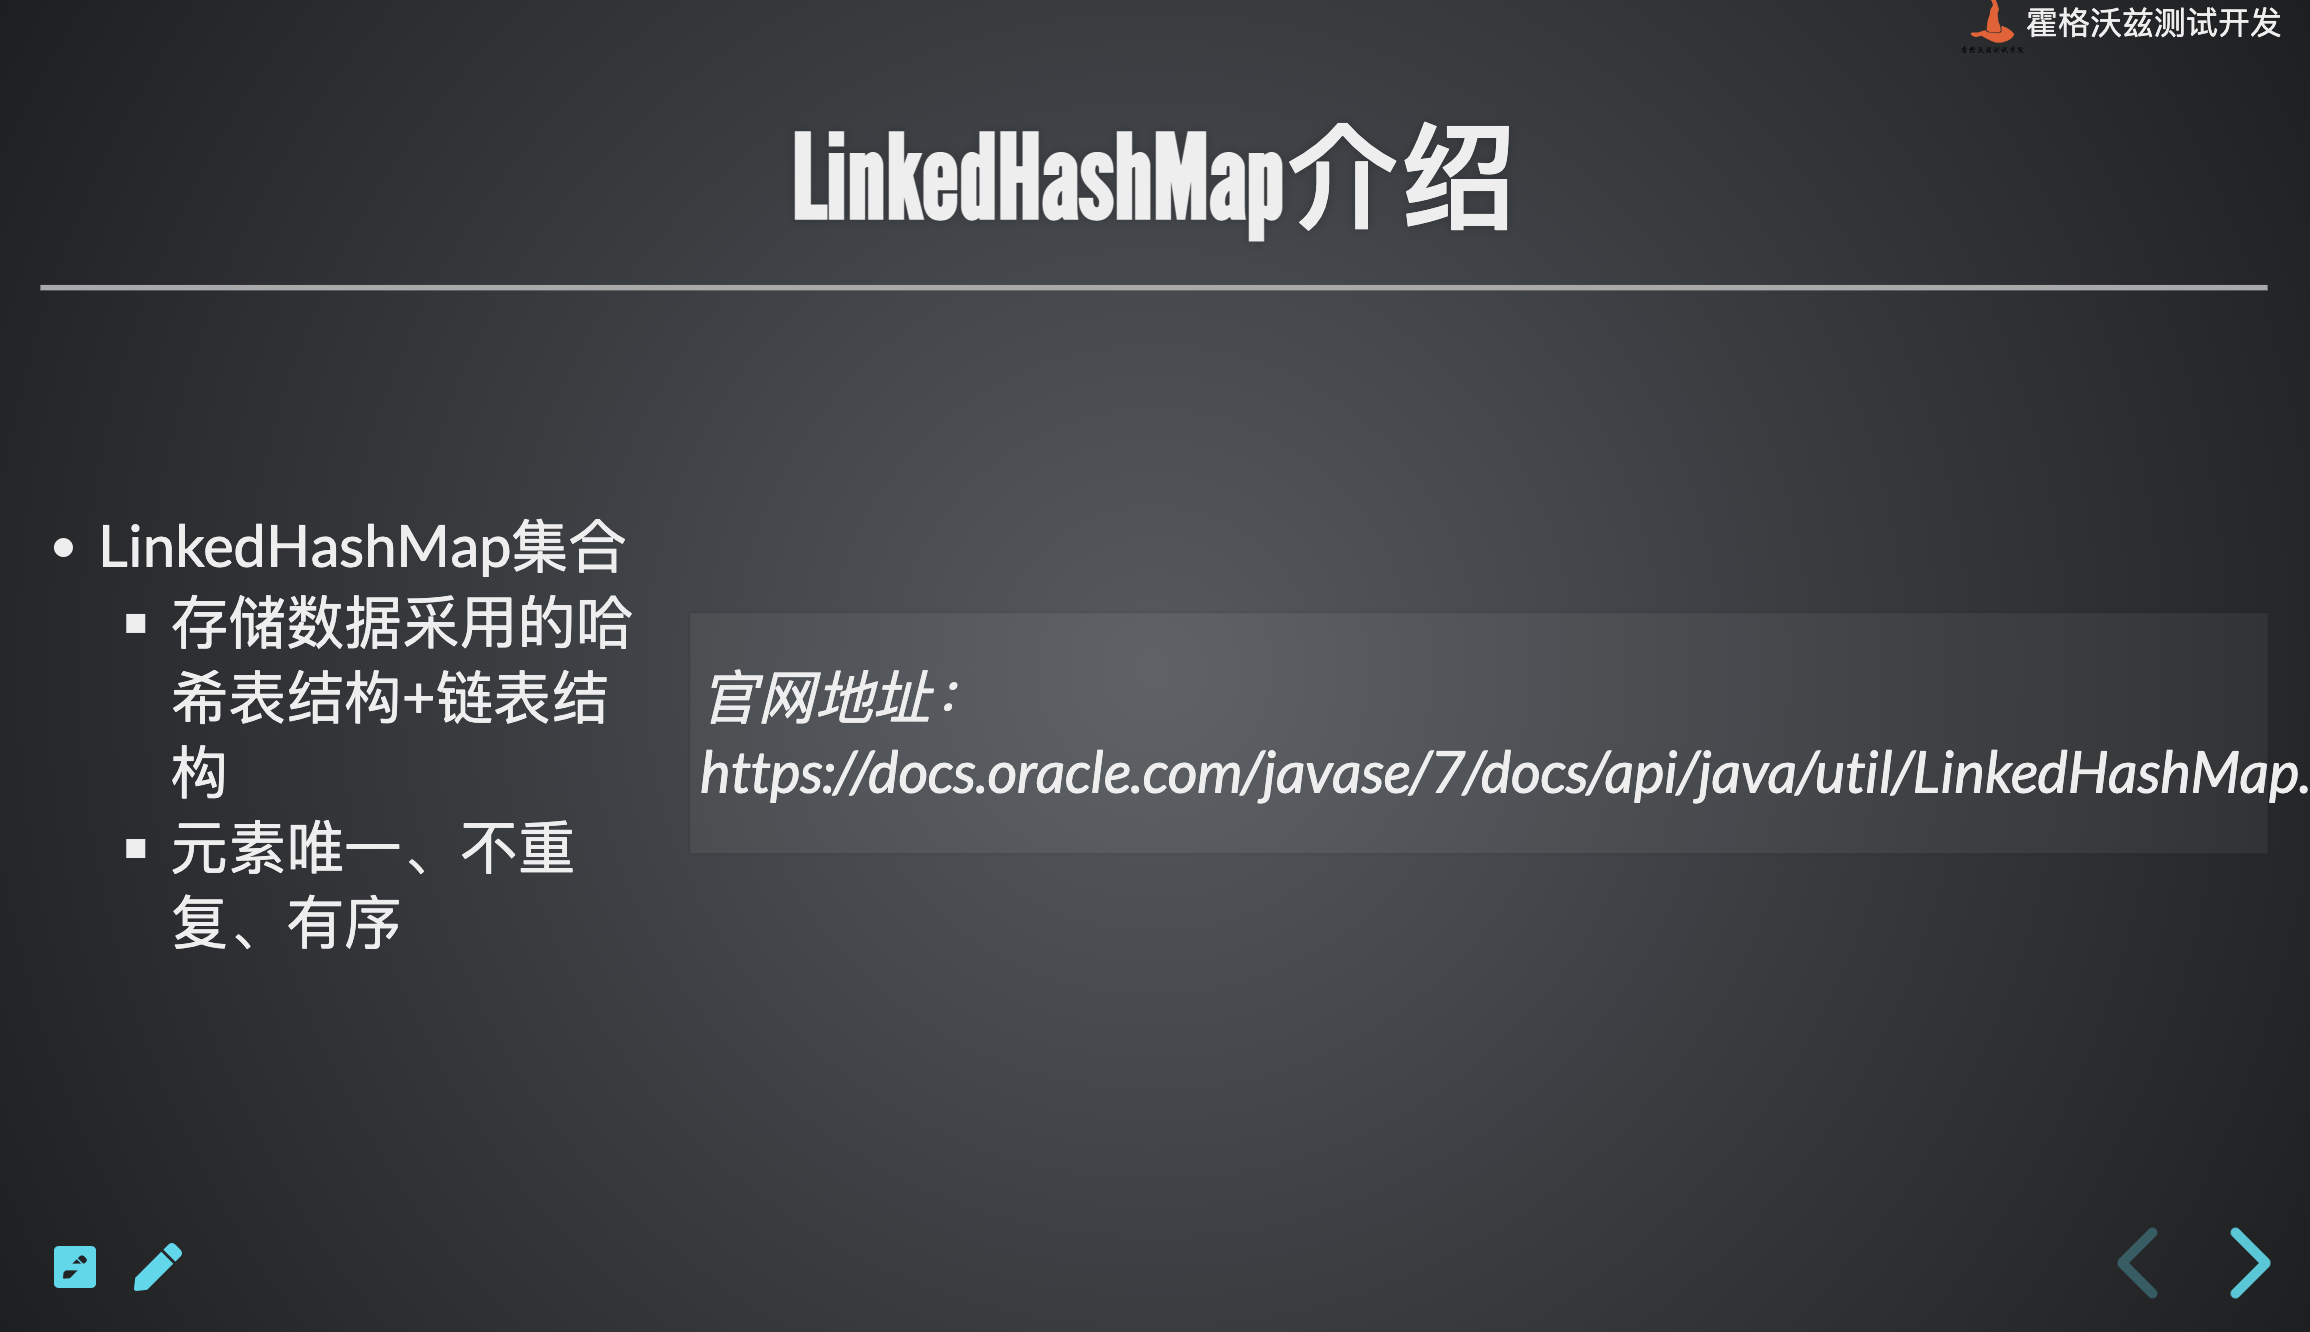 霍格沃兹测试开发
LinkedHashMap介绍
LinkedHashMap集合
存储数据采用的哈
希表结构+链表结
构
元素唯一、不重
复、有序
官网地址：
https://docs.oracle.com/javase/7/docs/api/java/util/LinkedHashMap.